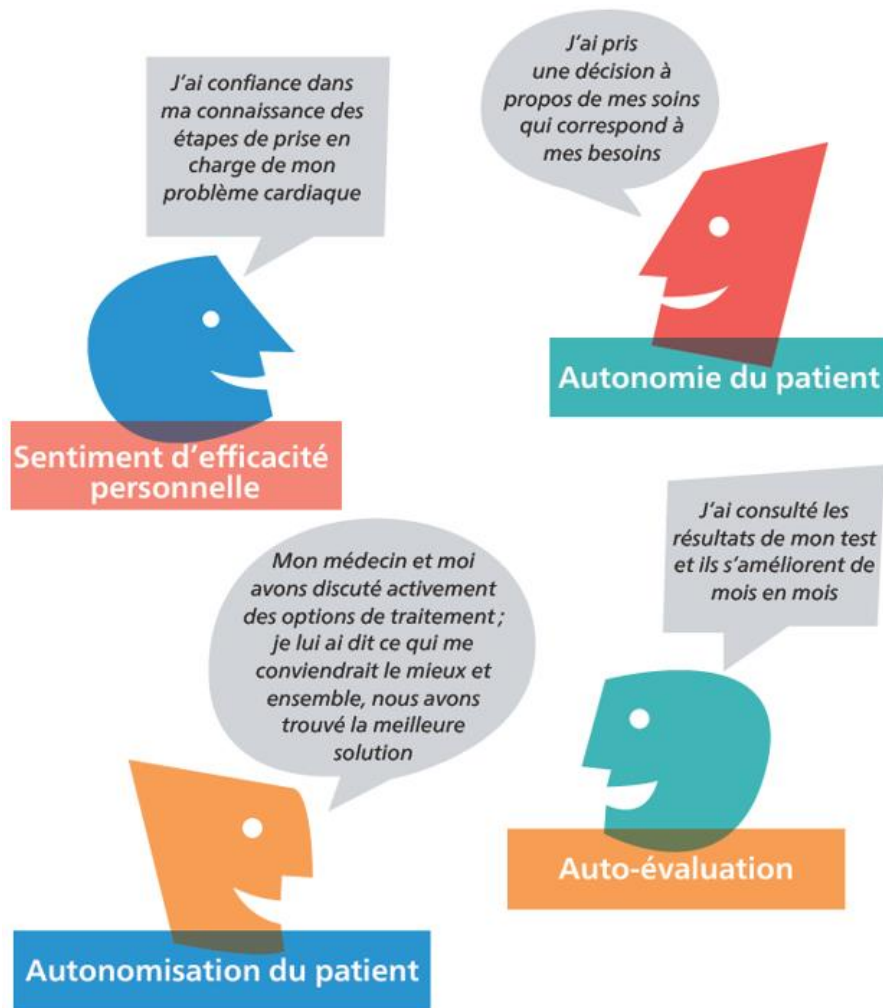 J'ai confiance dans
ma connaissance des
étapes de prise en
charge de mon
problème cardiaque
Sentiment d'efficacité
personnelle
J'ai pris
une décision à
propos de mes soins
qui correspond à
mes besoins
Autonomie du patient
Mon médecin et moi
avons discuté activement
des options de traitement ;
je lui ai dit ce qui me
conviendrait le mieux et
ensemble, nous avons
trouvé la meilleure
solution
Autonomisation du patient
J'ai consulté les
résultats de mon test
et ils s'améliorent de
mois en mois
Auto-évaluation